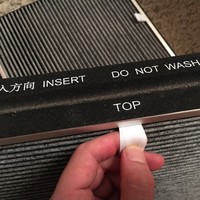 入方向 INSERT DO NOT WASH
TOP